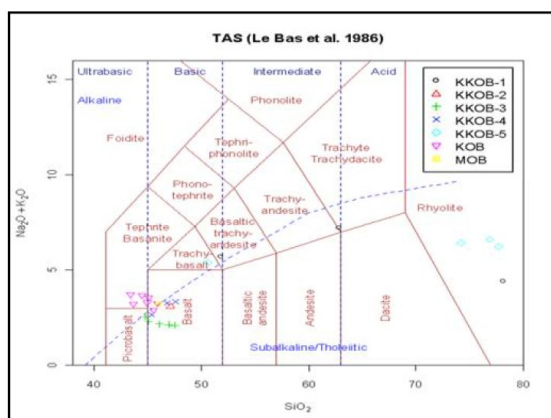 TAS (Le Bas et al. 1986)
Ultrabasic
Basic
Intermediate
Acid
Alkaline
Phonolite
Foidite
Tephri-
phonolite
Trachyte
Trachydacite
Phono-
tephrite
Trachy-
andesite
Rhyolite
Tephrite
Basanite
Basaltic
trachy-
andesite
Trachy-
basalt
Picrobasalt
Basalt
Basaltic
andesite
Andesite
Dacite
Subalkaline/Tholeiitic
KKOB-1
KKOB-2
KKOB-3
KKOB-4
KKOB-5
KOB
MOB
Na2O+K2O
15
10
5
0
40
50
60
70
80
SiO2